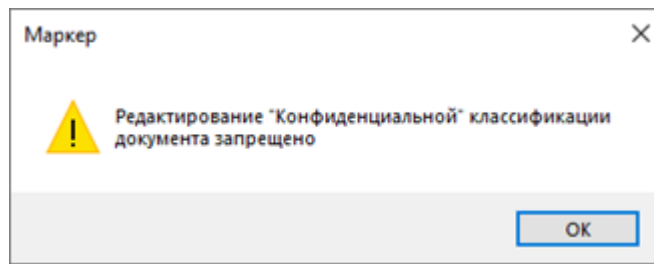 Маркер
Редактирование "Конфиденциальной" классификации
документа запрещено
OK